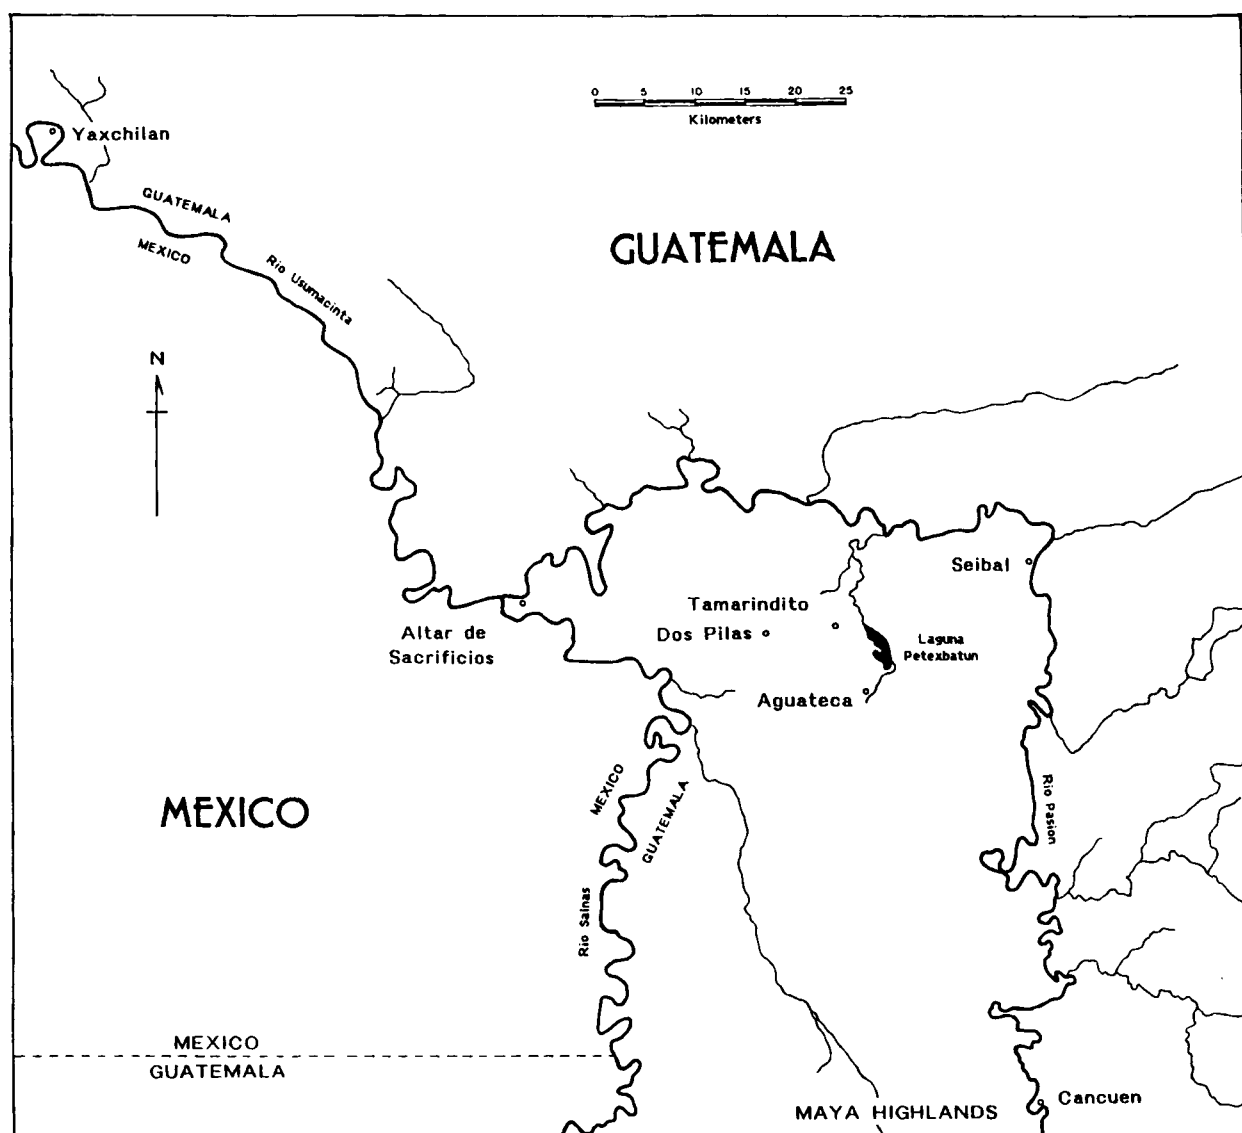 0 5 10 15 20 25
Kilometers
Yaxchilan
GUATEMALA
MEXICO
GUATEMALA
Rio Usumacinta
N
Seibal
Tamarindito
Dos Pilas
Altar de
Sacrificios
Laguna
Petexbatun
Aguateca
MEXICO
MEXICO
GUATEMALA
Rio Pasion
Rio Salinas
MEXICO
GUATEMALA
MAYA HIGHLANDS
Cancuen